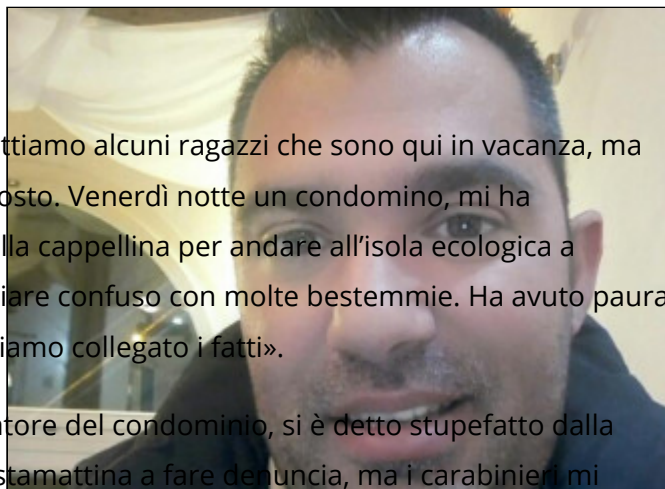 ttiamo alcuni ragazzi che sono qui in vacanza, ma
osto. Venerdì notte un condomino, mi ha
lla cappellina per andare all’isola ecologica a
iare confuso con molte bestemmie. Ha avuto paura
iamo collegato i fatti».
tore del condominio, si è detto stupefatto dalla
stamattina a fare denuncia, ma i carabinieri mi